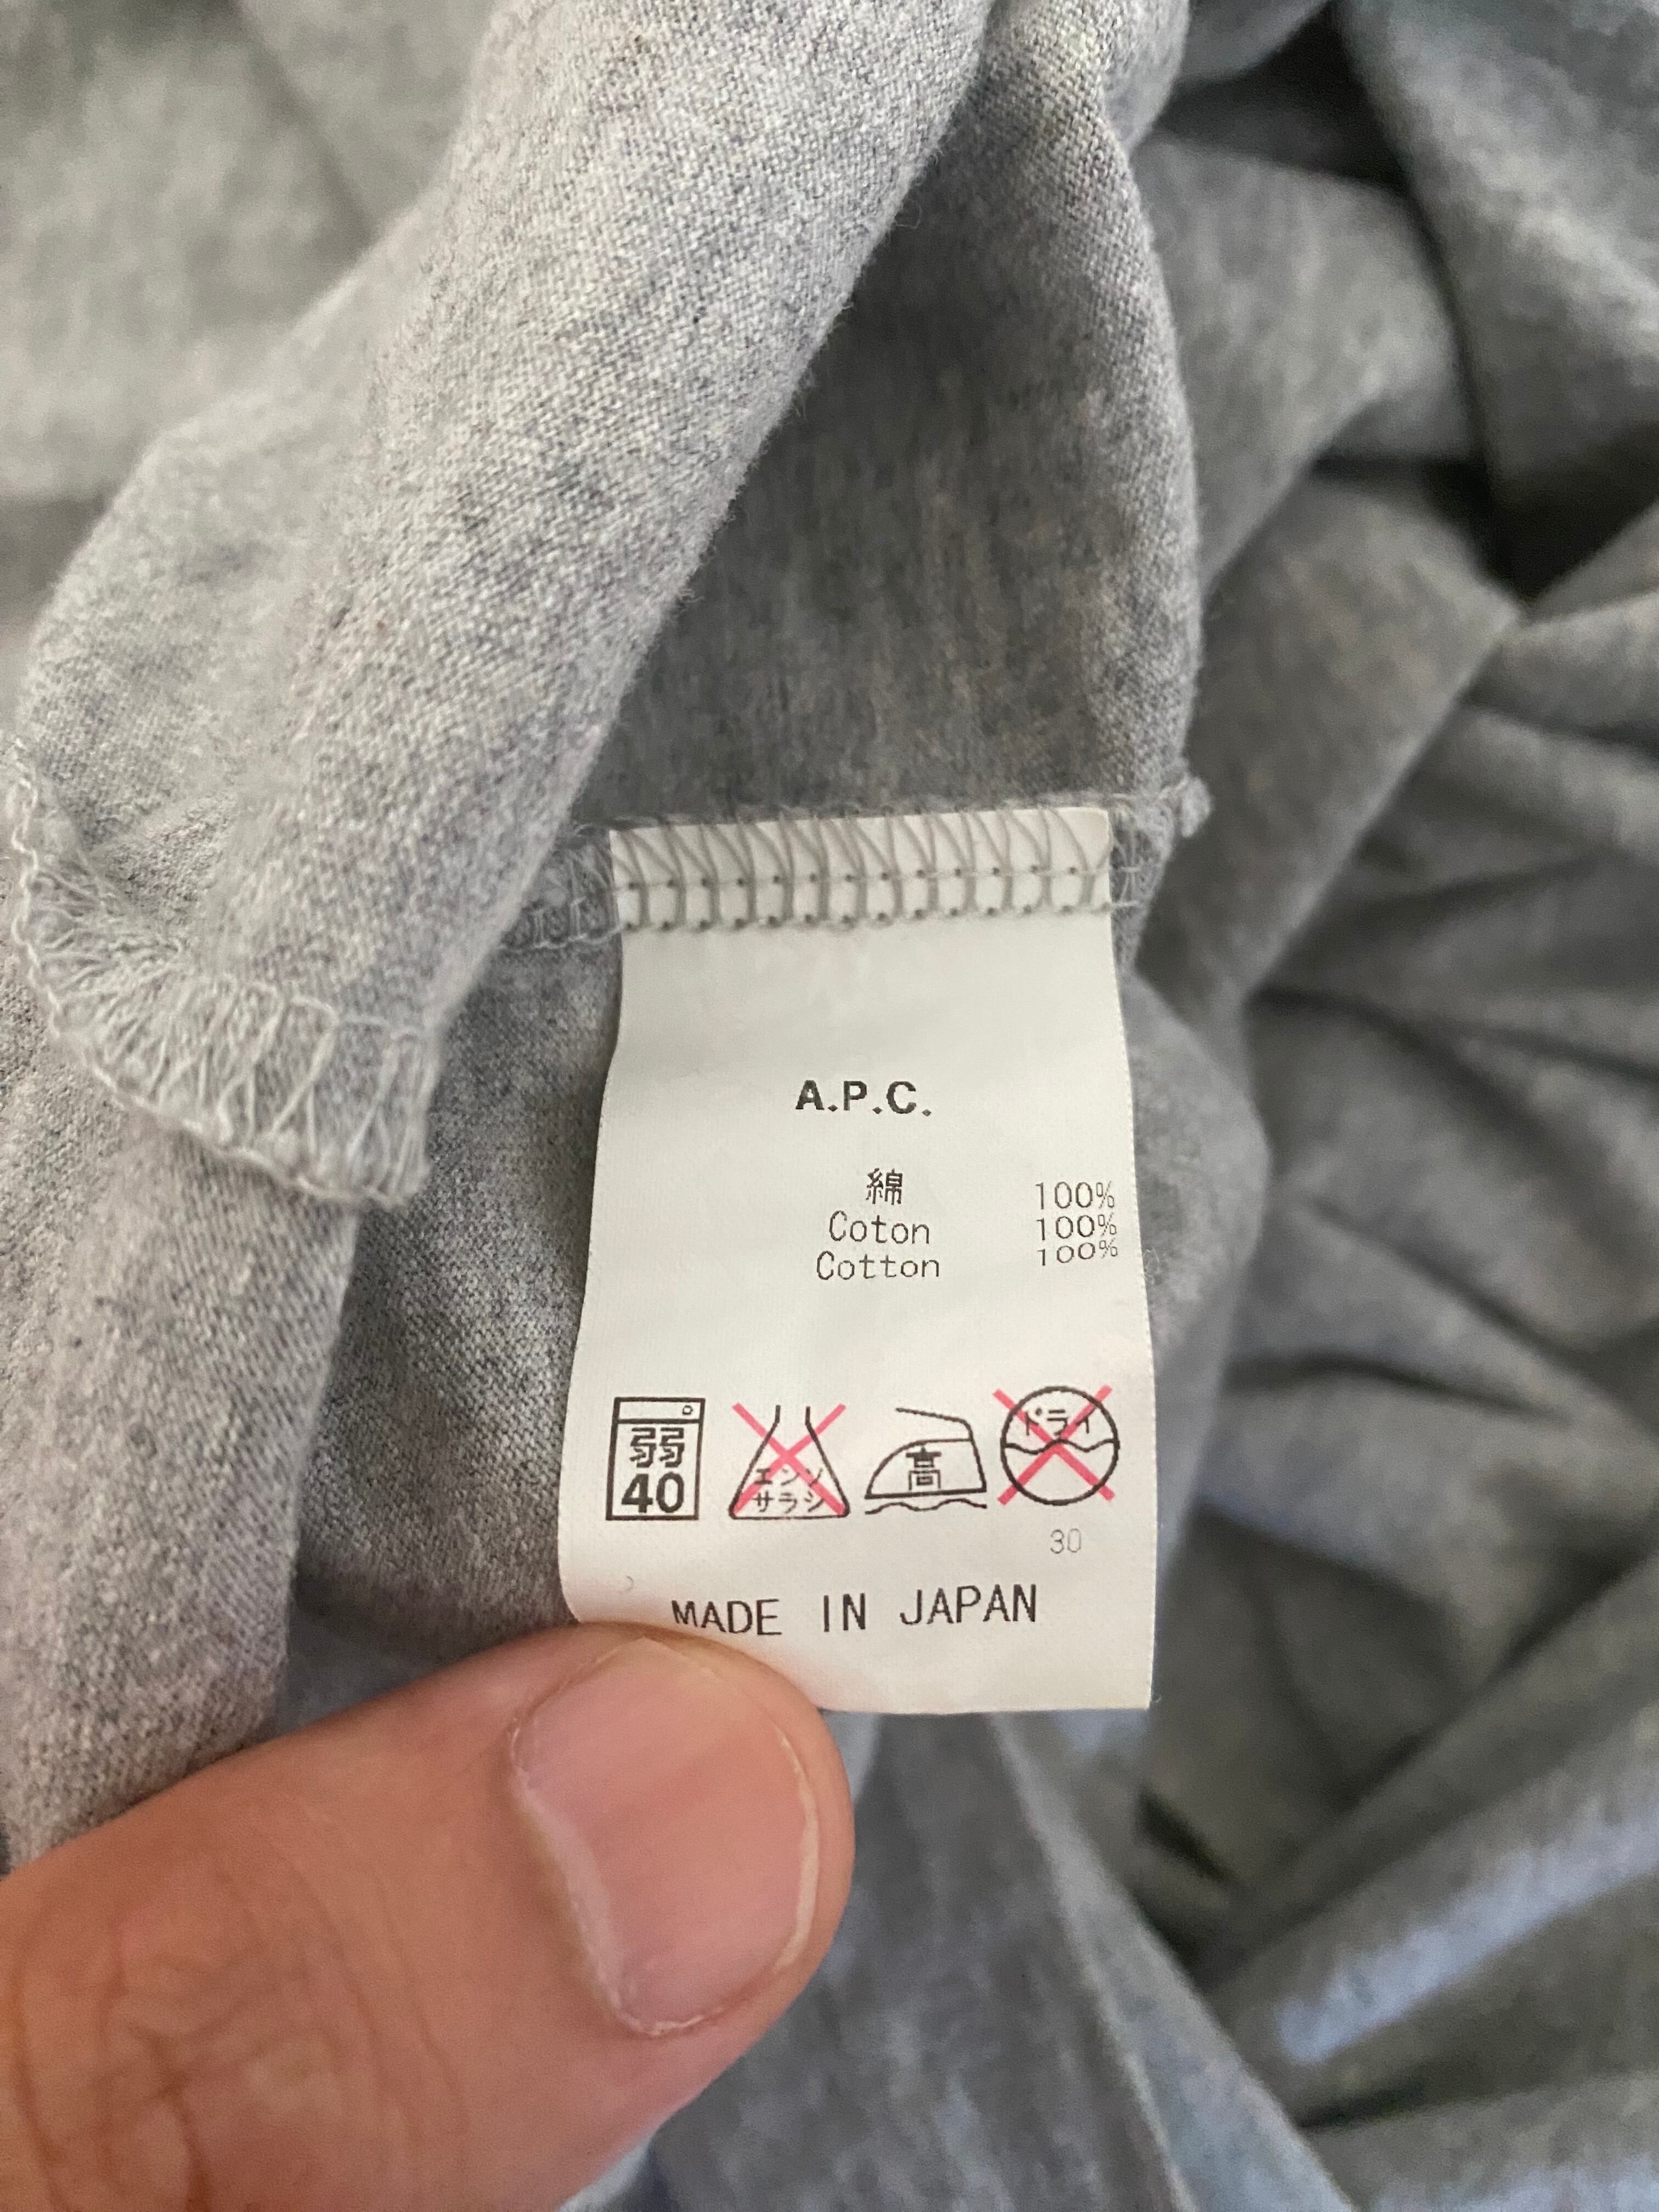 A.P.C.
綿 100%
Coton 100%
Cotton 100%
弱 40
エンソ サラシ
高
ドライ
30
MADE IN JAPAN